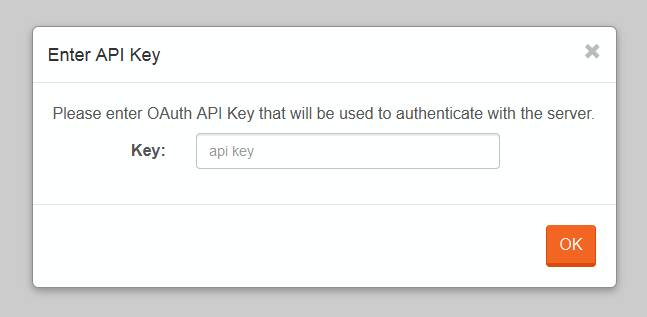 Enter API Key
Please enter OAuth API Key that will be used to authenticate with the server.
Key: api key
OK